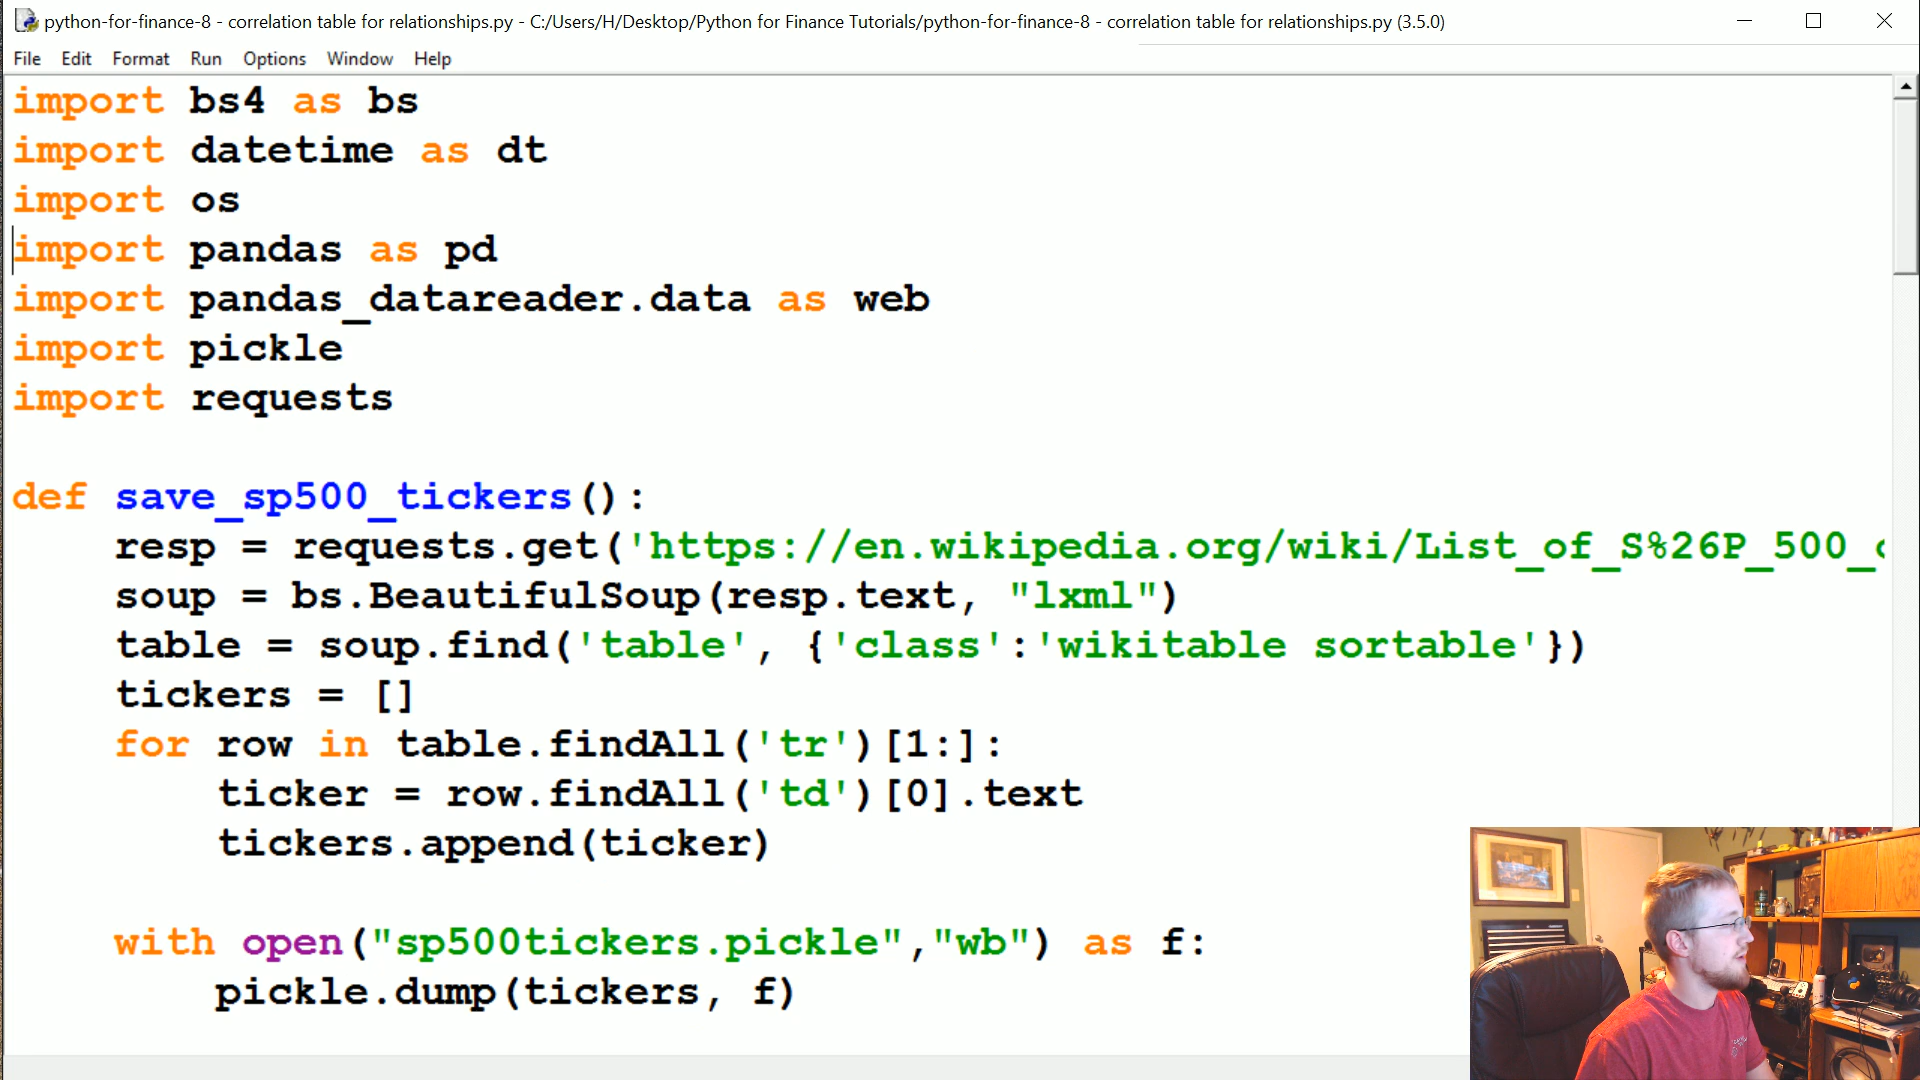 python-for-finance-8 - correlation table for relationships.py - C:/Users/H/Desktop/Python for Finance Tutorials/python-for-finance-8 - correlation table for relationships.py (3.5.0)
File Edit Format Run Options Window Help
import bs4 as bs
import datetime as dt
import os
import pandas as pd
import pandas_datareader.data as web
import pickle
import requests
def save_sp500_tickers():
resp = requests.get('https://en.wikipedia.org/wiki/List_of_S%26P_500_
soup = bs.BeautifulSoup(resp.text, "lxml")
table = soup.find('table', {'class':'wikitable sortable'})
tickers = []
for row in table.findAll('tr')[1:]:
ticker = row.findAll('td')[0].text
tickers.append(ticker)
with open("sp500tickers.pickle","wb") as f:
pickle.dump(tickers, f)